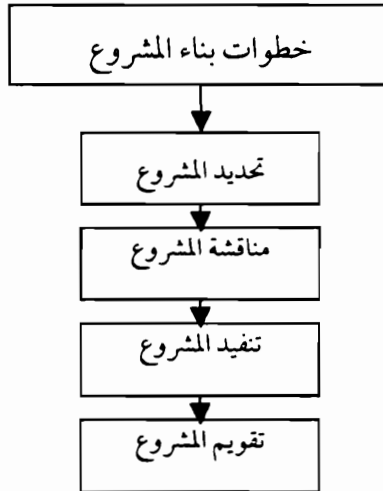 خطوات بناء المشروع
تحديد المشروع
مناقشة المشروع
تنفيد المشروع
تقويم المشروع